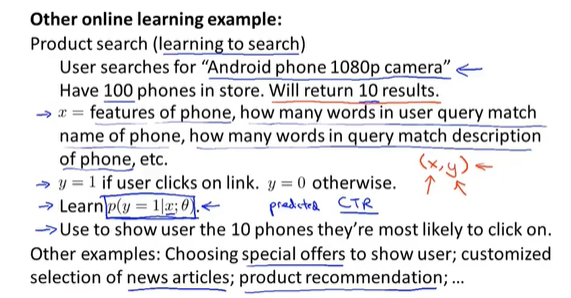 Other online learning example:
Product search (learning to search)
User searches for "Android phone 1080p camera" ←
Have 100 phones in store. Will return 10 results.
→ x = features of phone, how many words in user query match
name of phone, how many words in query match description
of phone, etc.
(x, y) ←
→ y = 1 if user clicks on link. y = 0 otherwise.
→ Learn p(y = 1|x; θ). ← predicted CTR
→ Use to show user the 10 phones they're most likely to click on.
Other examples: Choosing special offers to show user; customized
selection of news articles; product recommendation; ...